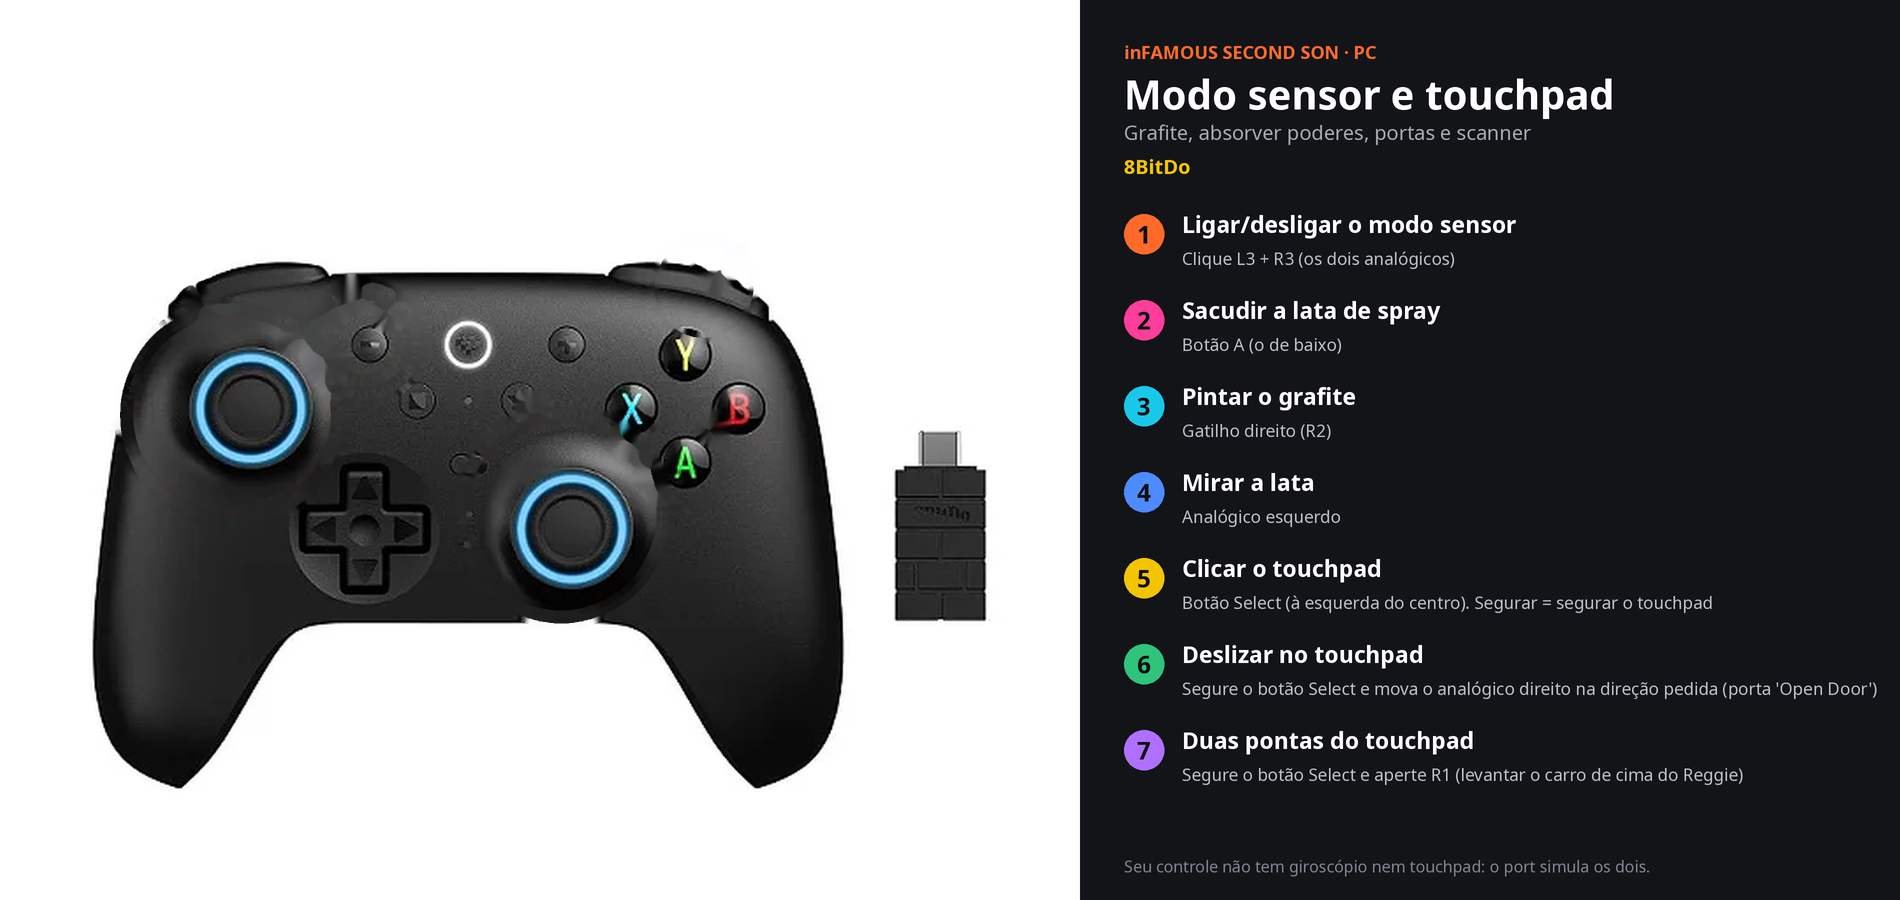 inFAMOUS SECOND SON · PC
Modo sensor e touchpad
Grafite, absorver poderes, portas e scanner
8BitDo
1 Ligar/desligar o modo sensor
Clique L3 + R3 (os dois analógicos)
2 Sacudir a lata de spray
Botão A (o de baixo)
3 Pintar o grafite
Gatilho direito (R2)
4 Mirar a lata
Analógico esquerdo
5 Clicar o touchpad
Botão Select (à esquerda do centro). Segurar = segurar o touchpad
6 Deslizar no touchpad
Segure o botão Select e mova o analógico direito na direção pedida (porta 'Open Door')
7 Duas pontas do touchpad
Segure o botão Select e aperte R1 (levantar o carro de cima do Reggie)
Seu controle não tem giroscópio nem touchpad: o port simula os dois.
Y
X
B
A